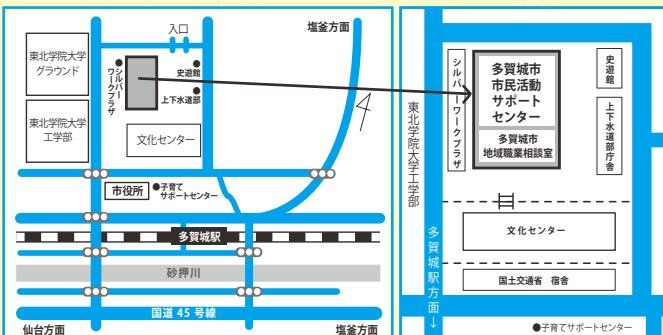 入口
塩釜方面
東北学院大学
グラウンド
シルバー
ワークプラザ
史遊館
上下水道部
東北学院大学
工学部
文化センター
市役所
●子育て
サポートセンター
多賀城駅
砂押川
国道 45 号線
仙台方面
塩釜方面
東北学院大学工学部
多賀城駅方面→
シルバーワークプラザ
多賀城市
市民活動
サポート
センター
多賀城市
地域職業相談室
史遊館
上下水道部庁舎
文化センター
国土交通省 宿舎
●子育てサポートセンター